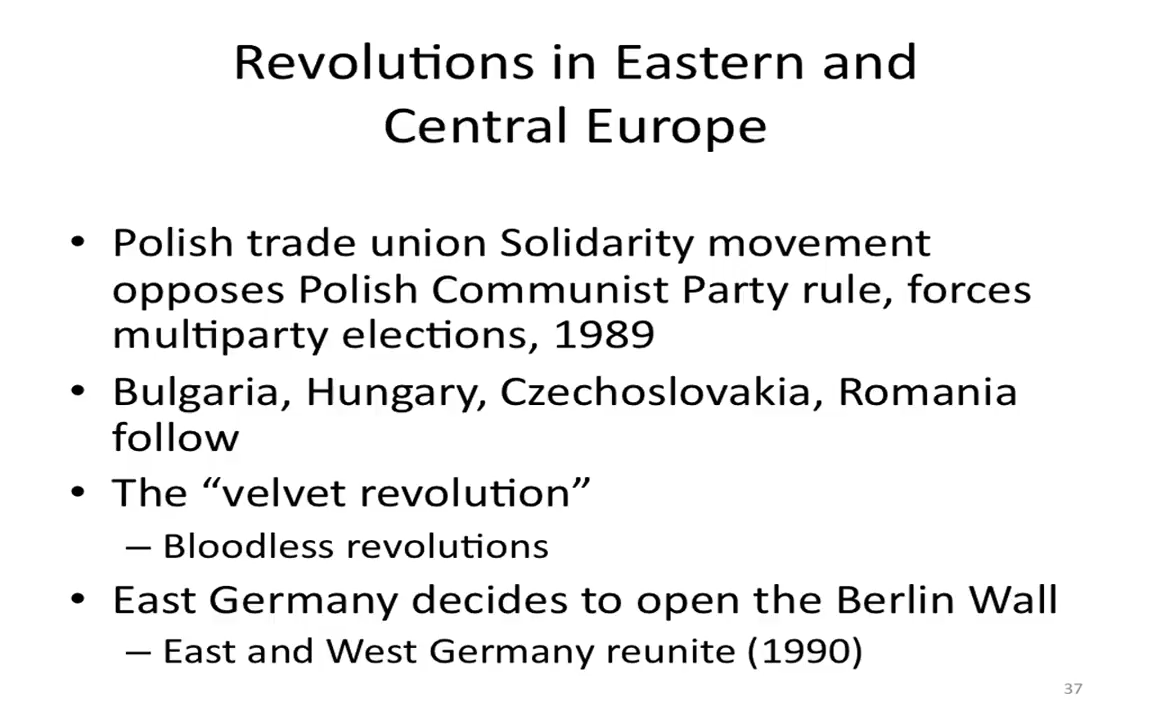 Revolutions in Eastern and
Central Europe
• Polish trade union Solidarity movement
opposes Polish Communist Party rule, forces
multiparty elections, 1989
• Bulgaria, Hungary, Czechoslovakia, Romania
follow
• The “velvet revolution”
– Bloodless revolutions
• East Germany decides to open the Berlin Wall
– East and West Germany reunite (1990)
37